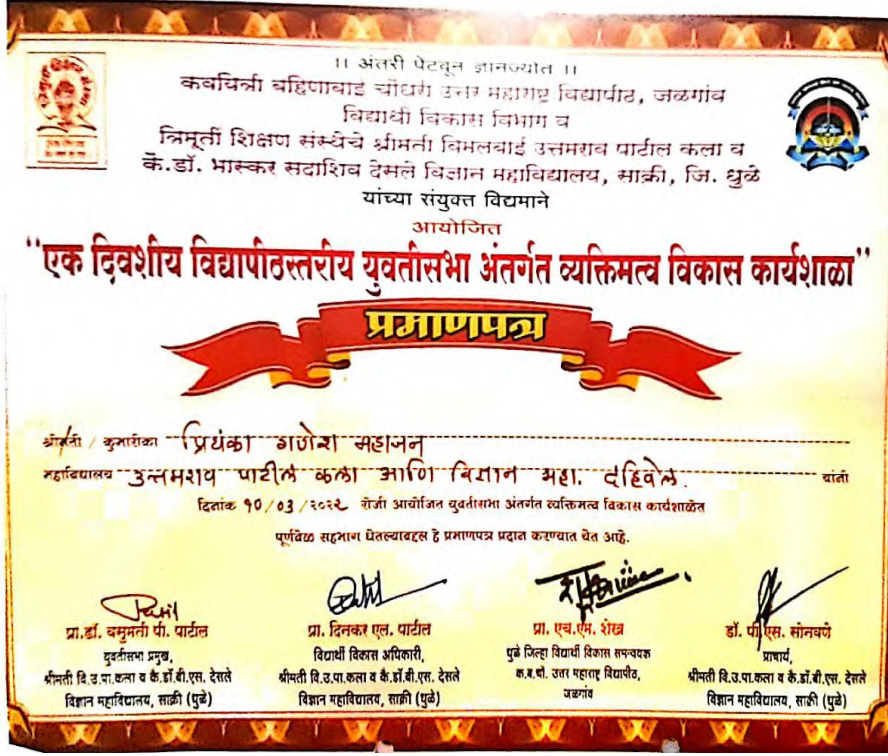 ।। अंतरी पेटवून ज्ञानज्योत ।।
कवयित्री बहिणाबाई चौधरी उत्तर महाराष्ट्र विद्यापीठ, जळगांव
विद्यार्थी विकास विभाग व
त्रिमूर्ती शिक्षण संस्थेचे श्रीमती विमलबाई उत्तमराव पाटील कला व
कै.डॉ. भास्कर सदाशिव देसले विज्ञान महाविद्यालय, साक्री, जि. धुळे
यांच्या संयुक्त विद्यमाने
आयोजित
"एक दिवशीय विद्यापीठस्तरीय युवतीसभा अंतर्गत व्यक्तिमत्व विकास कार्यशाळा"
प्रमाणपत्र
श्रीमती / कुमारीका प्रियंका गणेश महाजन
महाविद्यालय उत्तमराव पाटील कला आणि विज्ञान महा. दहिवेल. यांनी
दिनांक १०/०३/२०२२ रोजी आयोजित युवतीसभा अंतर्गत व्यक्तिमत्व विकास कार्यशाळेत
पूर्णवेळ सहभाग घेतल्याबद्दल हे प्रमाणपत्र प्रदान करण्यात येत आहे.
प्रा.डॉ. वसुमती पी. पाटील
युवतीसभा प्रमुख,
श्रीमती वि.उ.पा.कला व कै.डॉ.बी.एस. देसले
विज्ञान महाविद्यालय, साक्री (धुळे)
प्रा. दिनकर एल. पाटील
विद्यार्थी विकास अधिकारी,
श्रीमती वि.उ.पा.कला व कै.डॉ.बी.एस. देसले
विज्ञान महाविद्यालय, साक्री (धुळे)
प्रा. एच.एम. शेख
धुळे जिल्हा विद्यार्थी विकास समन्वयक
क.ब.चौ. उत्तर महाराष्ट्र विद्यापीठ,
जळगांव
डॉ. पी.एस. सोनवणे
प्राचार्य,
श्रीमती वि.उ.पा.कला व कै.डॉ.बी.एस. देसले
विज्ञान महाविद्यालय, साक्री (धुळे)